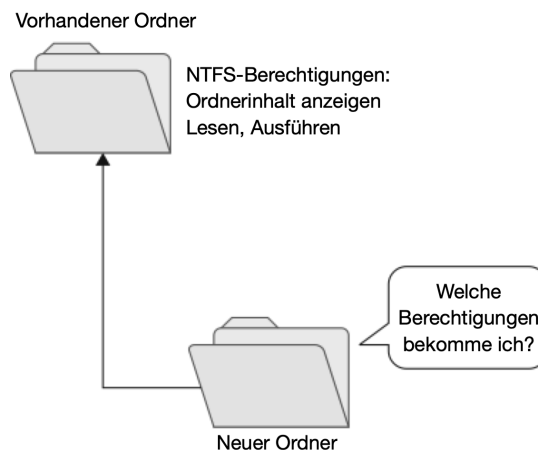 Vorhandener Ordner
NTFS-Berechtigungen:
Ordnerinhalt anzeigen
Lesen, Ausführen
Welche
Berechtigungen
bekomme ich?
Neuer Ordner